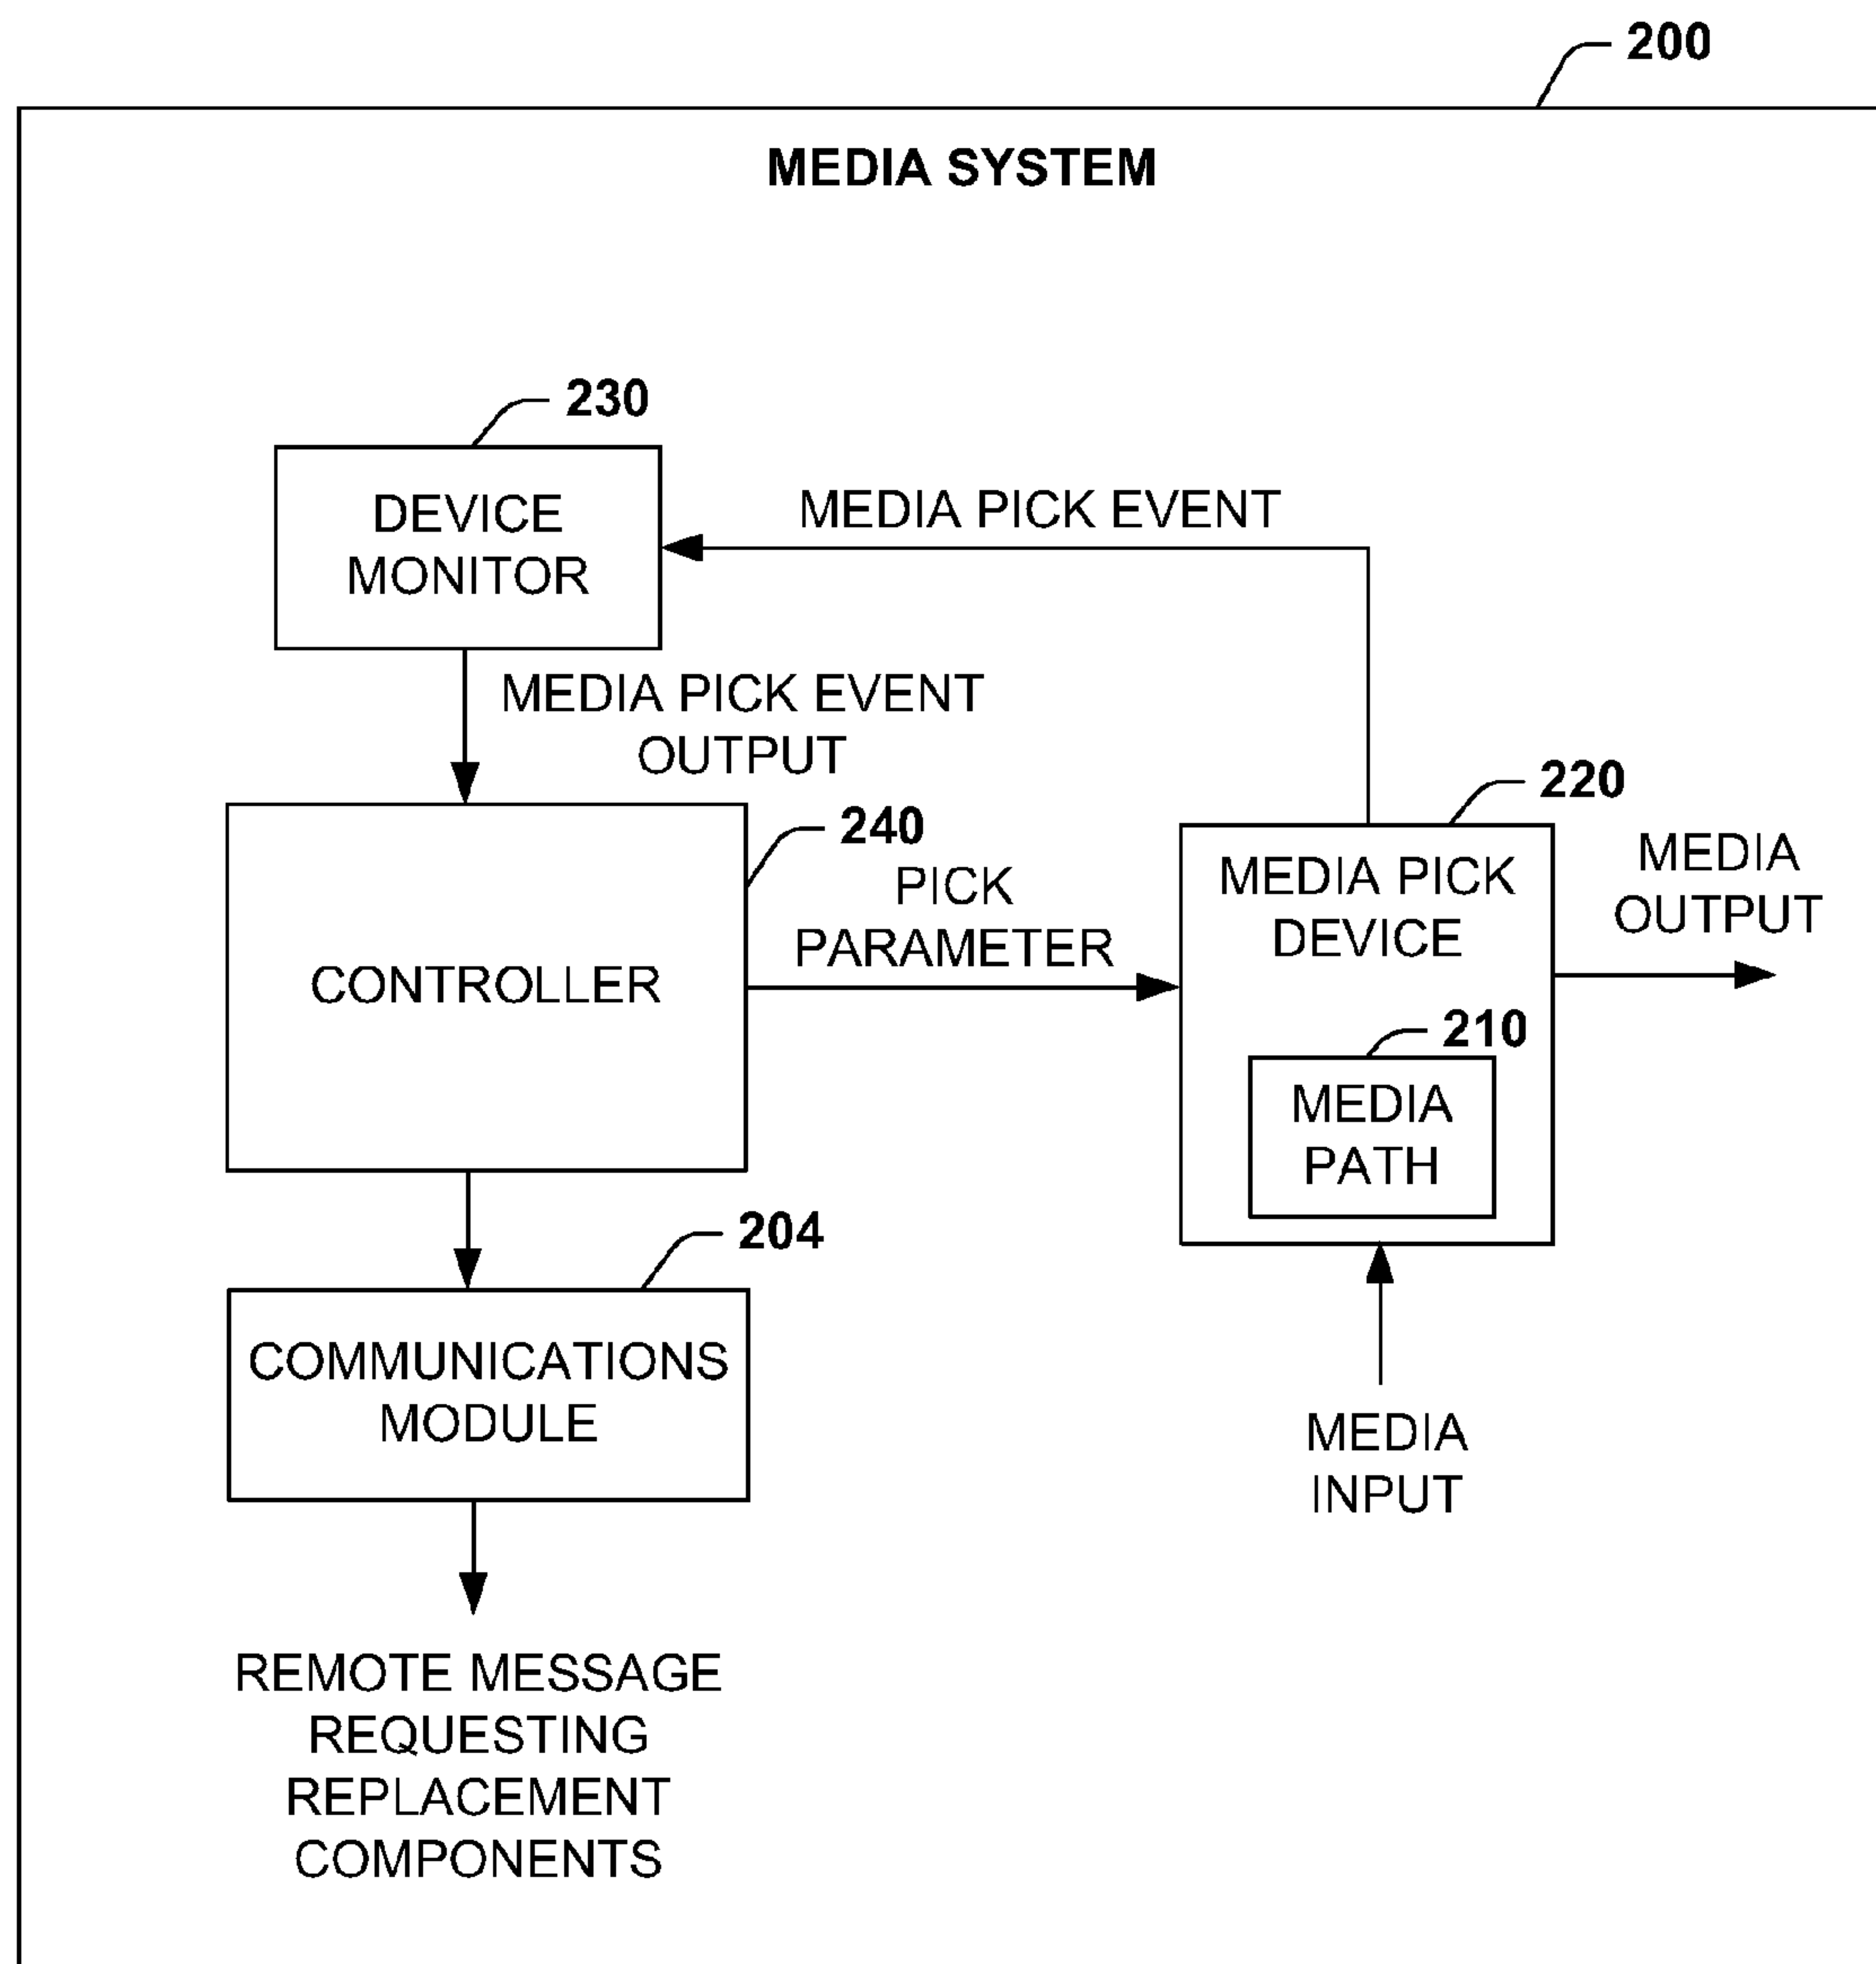 200
MEDIA SYSTEM
230
DEVICE
MONITOR
MEDIA PICK EVENT
MEDIA PICK EVENT
OUTPUT
240
CONTROLLER
PICK
PARAMETER
220
MEDIA PICK
DEVICE
210
MEDIA
PATH
MEDIA
OUTPUT
MEDIA
INPUT
204
COMMUNICATIONS
MODULE
REMOTE MESSAGE
REQUESTING
REPLACEMENT
COMPONENTS